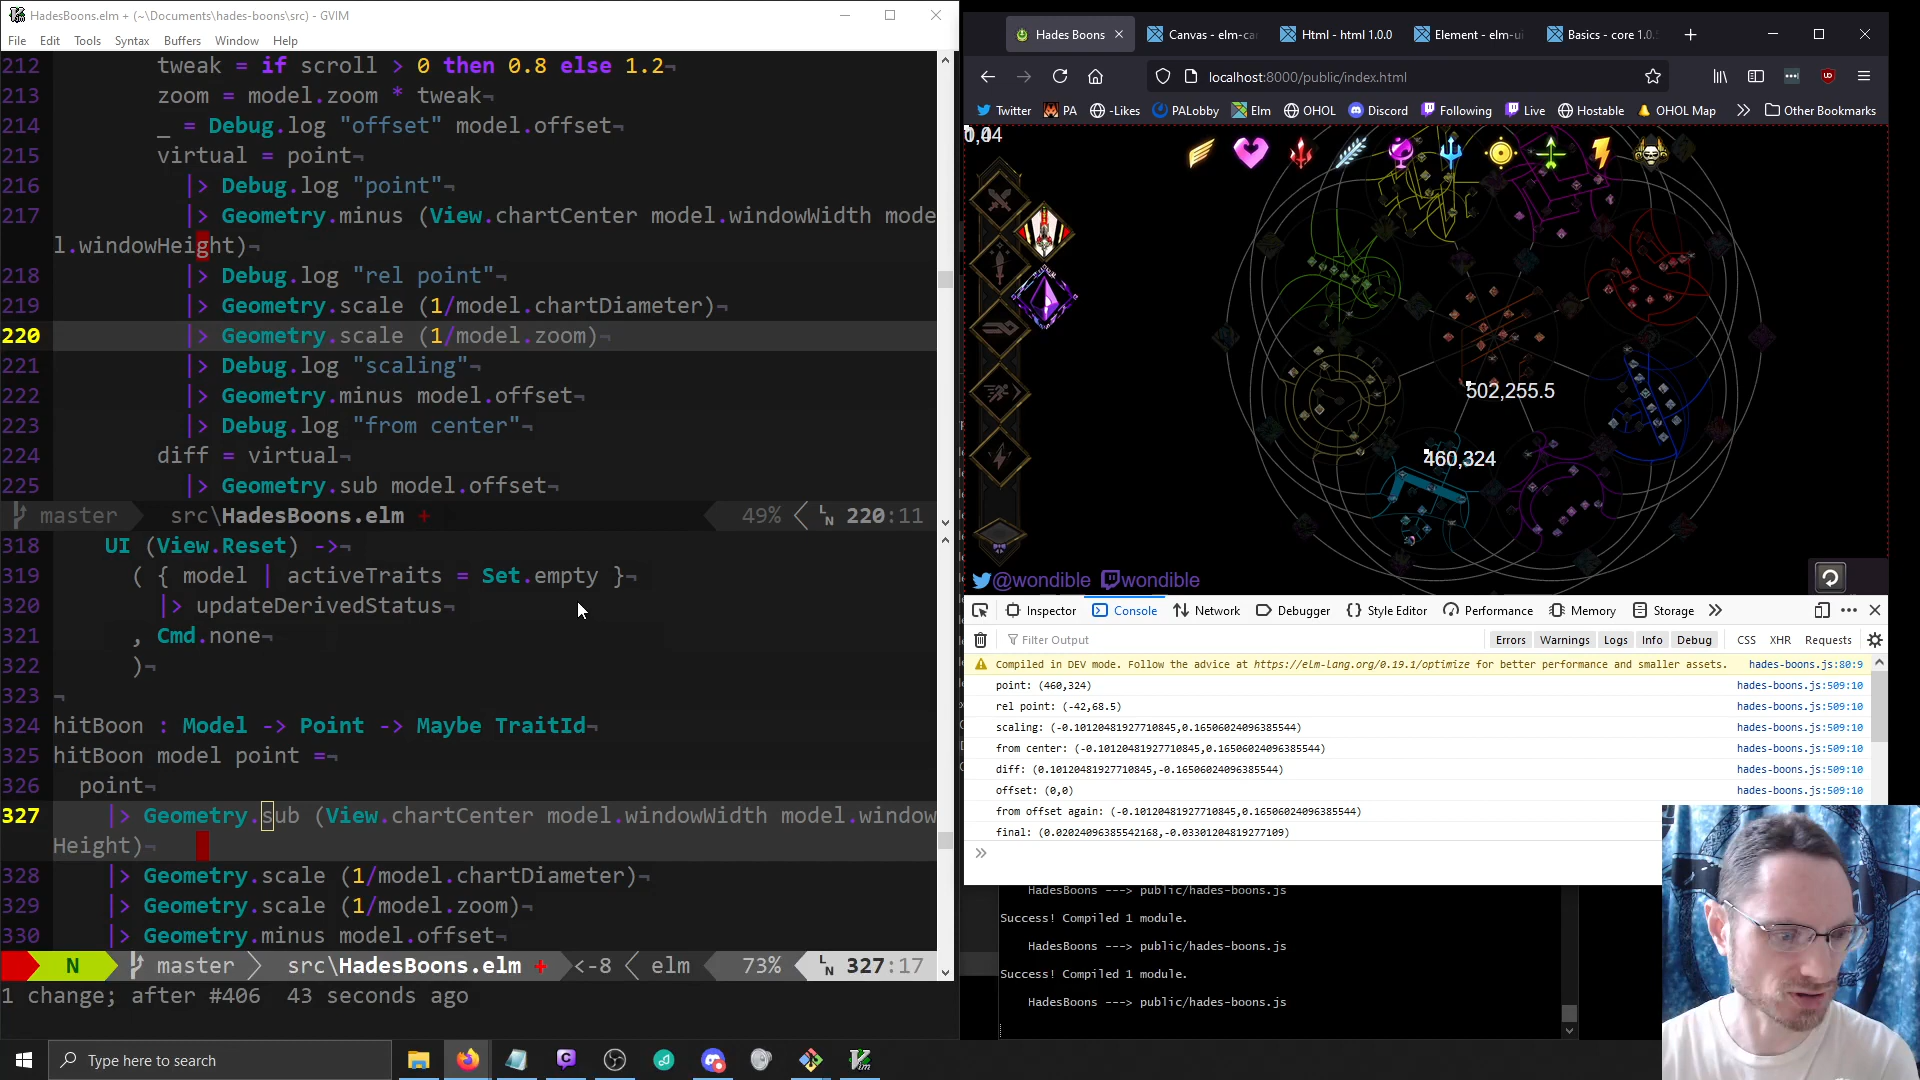 HadesBoons.elm + (~\Documents\hades-boons\src) - GVIM
File Edit Tools Syntax Buffers Window Help
212 tweak = if scroll > 0 then 0.8 else 1.2¬
213 zoom = model.zoom * tweak¬
214 _ = Debug.log "offset" model.offset¬
215 virtual = point¬
216 |> Debug.log "point"¬
217 |> Geometry.minus (View.chartCenter model.windowWidth mode
l.windowHeight)¬
218 |> Debug.log "rel point"¬
219 |> Geometry.scale (1/model.chartDiameter)¬
220 |> Geometry.scale (1/model.zoom)¬
221 |> Debug.log "scaling"¬
222 |> Geometry.minus model.offset¬
223 |> Debug.log "from center"¬
224 diff = virtual¬
225 |> Geometry.sub model.offset¬
master src\HadesBoons.elm + 49% LN 220:11
318 UI (View.Reset) ->¬
319 ( { model | activeTraits = Set.empty }¬
320 |> updateDerivedStatus¬
321 , Cmd.none¬
322 )¬
323 ¬
324 hitBoon : Model -> Point -> Maybe TraitId¬
325 hitBoon model point =¬
326 point¬
327 |> Geometry.sub (View.chartCenter model.windowWidth model.window
Height)¬
328 |> Geometry.scale (1/model.chartDiameter)¬
329 |> Geometry.scale (1/model.zoom)¬
330 |> Geometry.minus model.offset¬
N master src\HadesBoons.elm + <-8 elm 73% LN 327:17
1 change; after #406 43 seconds ago
Hades Boons
Canvas - elm-ca
Html - html 1.0.0
Element - elm-u
Basics - core 1.0.
localhost:8000/public/index.html
Twitter PA -Likes PALobby Elm OHOL Discord Following Live Hostable OHOL Map Other Bookmarks
502,255.5
460,324
@wondible wondible
Inspector Console Network Debugger Style Editor Performance Memory Storage
Filter Output Errors Warnings Logs Info Debug CSS XHR Requests
Compiled in DEV mode. Follow the advice at https://elm-lang.org/0.19.1/optimize for better performance and smaller assets. hades-boons.js:80:9
point: (460,324) hades-boons.js:509:10
rel point: (-42,68.5) hades-boons.js:509:10
scaling: (-0.10120481927710845,0.16506024096385544) hades-boons.js:509:10
from center: (-0.10120481927710845,0.16506024096385544) hades-boons.js:509:10
diff: (0.10120481927710845,-0.16506024096385544) hades-boons.js:509:10
offset: (0,0) hades-boons.js:509:10
from offset again: (-0.10120481927710845,0.16506024096385544)
final: (0.02024096385542168,-0.03301204819277109)
HadesBoons ---> public/hades-boons.js
Success! Compiled 1 module.
HadesBoons ---> public/hades-boons.js
Success! Compiled 1 module.
HadesBoons ---> public/hades-boons.js
Type here to search